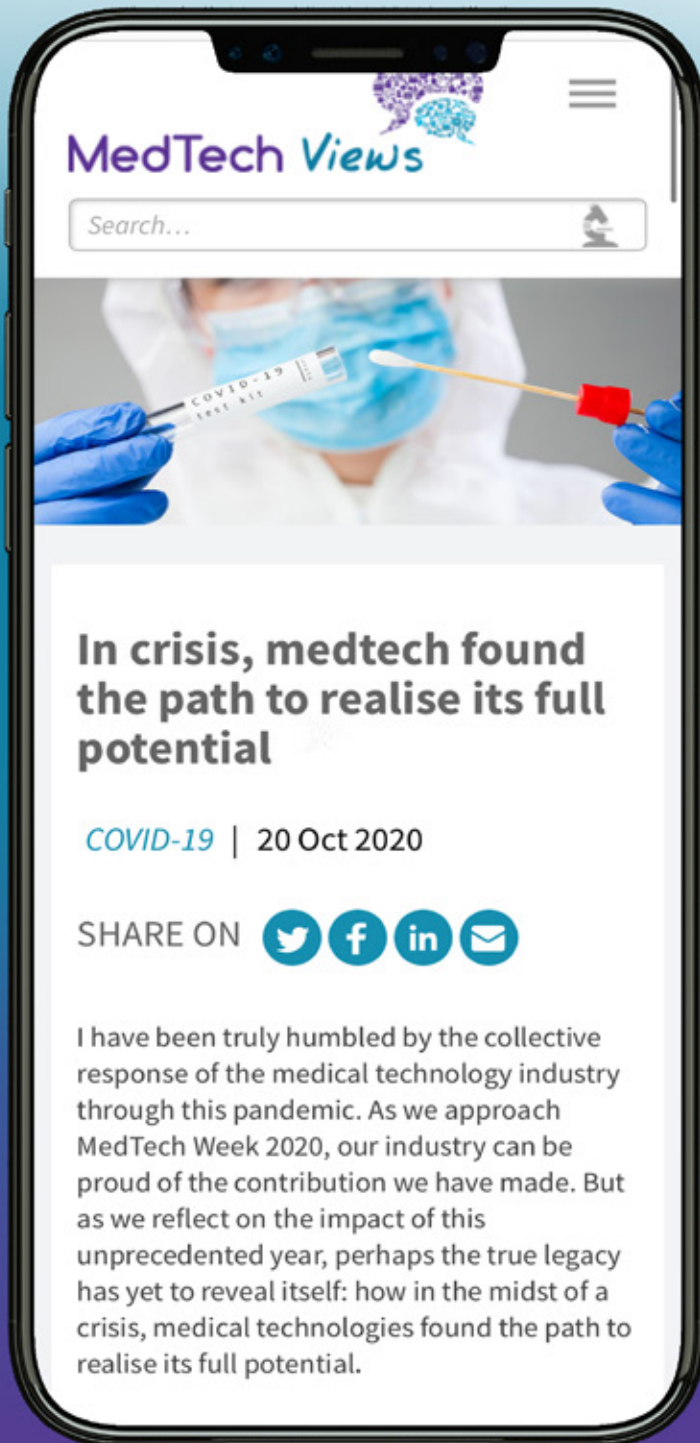 MedTech Views
Search...
COVID-19
test kit
In crisis, medtech found
the path to realise its full
potential
COVID-19 | 20 Oct 2020
SHARE ON
I have been truly humbled by the collective
response of the medical technology industry
through this pandemic. As we approach
MedTech Week 2020, our industry can be
proud of the contribution we have made. But
as we reflect on the impact of this
unprecedented year, perhaps the true legacy
has yet to reveal itself: how in the midst of a
crisis, medical technologies found the path to
realise its full potential.